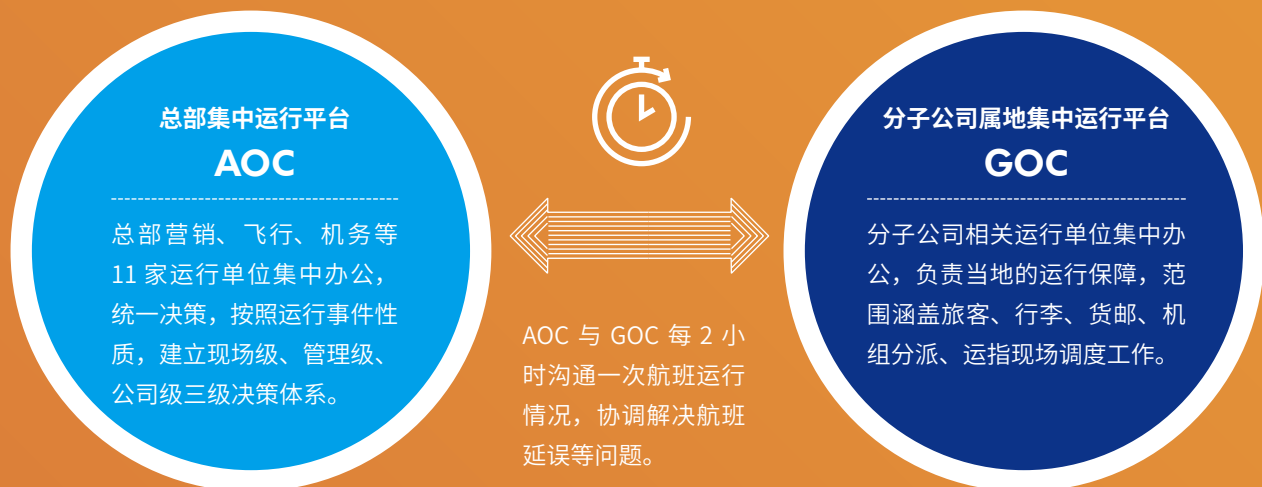 总部集中运行平台
AOC
总部营销、飞行、机务等
11 家运行单位集中办公，
统一决策，按照运行事件性
质，建立现场级、管理级、
公司级三级决策体系。
AOC 与 GOC 每 2 小
时沟通一次航班运行
情况，协调解决航班
延误等问题。
分子公司属地集中运行平台
GOC
分子公司相关运行单位集中办
公，负责当地的运行保障，范
围涵盖旅客、行李、货邮、机
组分派、运指现场调度工作。